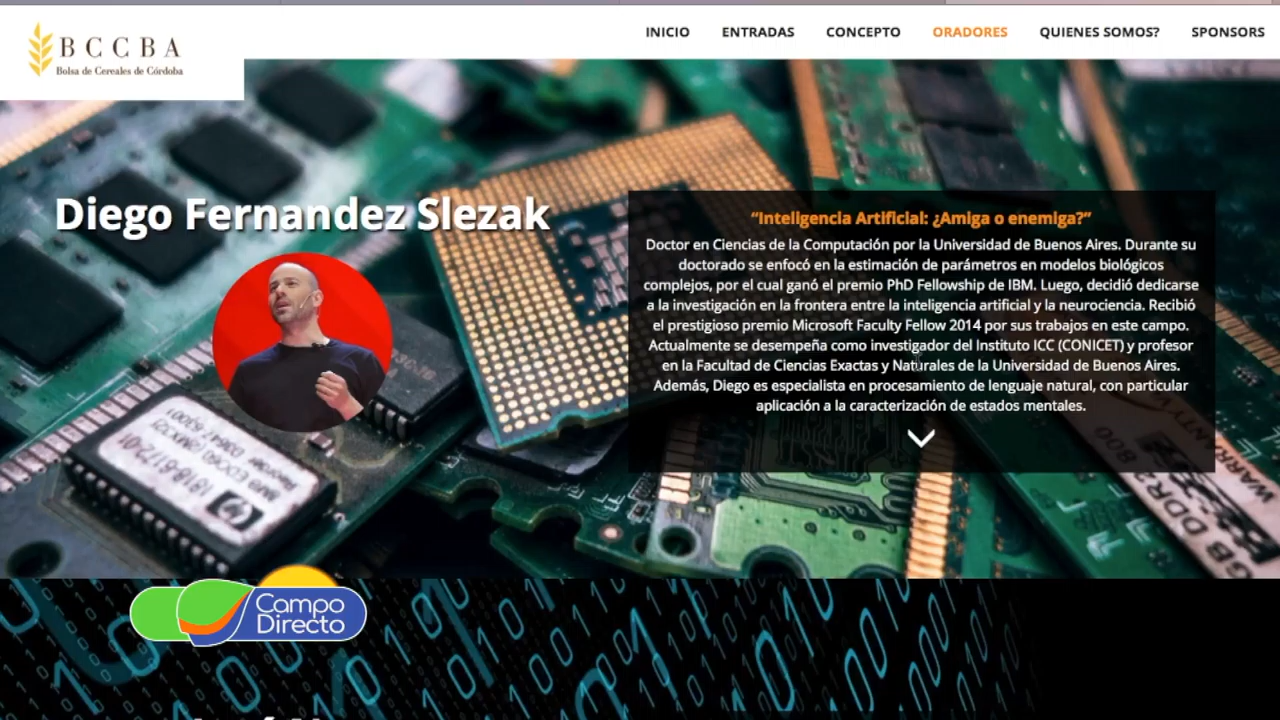 BCCBA
Bolsa de Cereales de Córdoba
INICIO
ENTRADAS
CONCEPTO
ORADORES
QUIENES SOMOS?
SPONSORS
Diego Fernandez Slezak
“Inteligencia Artificial: ¿Amiga o enemiga?”
Doctor en Ciencias de la Computación por la Universidad de Buenos Aires. Durante su
doctorado se enfocó en la estimación de parámetros en modelos biológicos
complejos, por el cual ganó el premio PhD Fellowship de IBM. Luego, decidió dedicarse
a la investigación en la frontera entre la inteligencia artificial y la neurociencia. Recibió
el prestigioso premio Microsoft Faculty Fellow 2014 por sus trabajos en este campo.
Actualmente se desempeña como investigador del Instituto ICC (CONICET) y profesor
en la Facultad de Ciencias Exactas y Naturales de la Universidad de Buenos Aires.
Además, Diego es especialista en procesamiento de lenguaje natural, con particular
aplicación a la caracterización de estados mentales.
hp
GB DDR
800
Campo
Directo